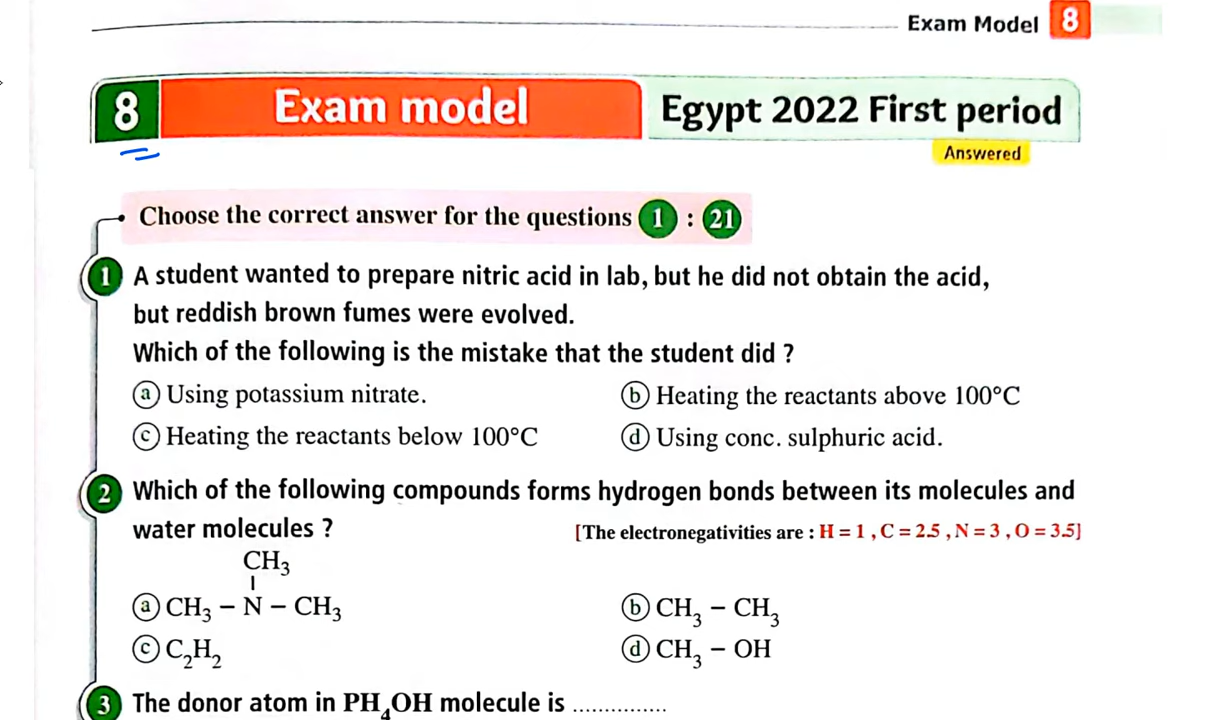 Exam Model 8
8 Exam model Egypt 2022 First period
Answered
Choose the correct answer for the questions 1 : 21
1 A student wanted to prepare nitric acid in lab, but he did not obtain the acid,
but reddish brown fumes were evolved.
Which of the following is the mistake that the student did ?
a Using potassium nitrate. b Heating the reactants above 100°C
c Heating the reactants below 100°C d Using conc. sulphuric acid.
2 Which of the following compounds forms hydrogen bonds between its molecules and
water molecules ? [The electronegativities are : H = 1 , C = 2.5 , N = 3 , O = 3.5]
CH₃
a CH₃ – N – CH₃ b CH₃ – CH₃
c C₂H₂ d CH₃ – OH
3 The donor atom in PH₄OH molecule is ...............